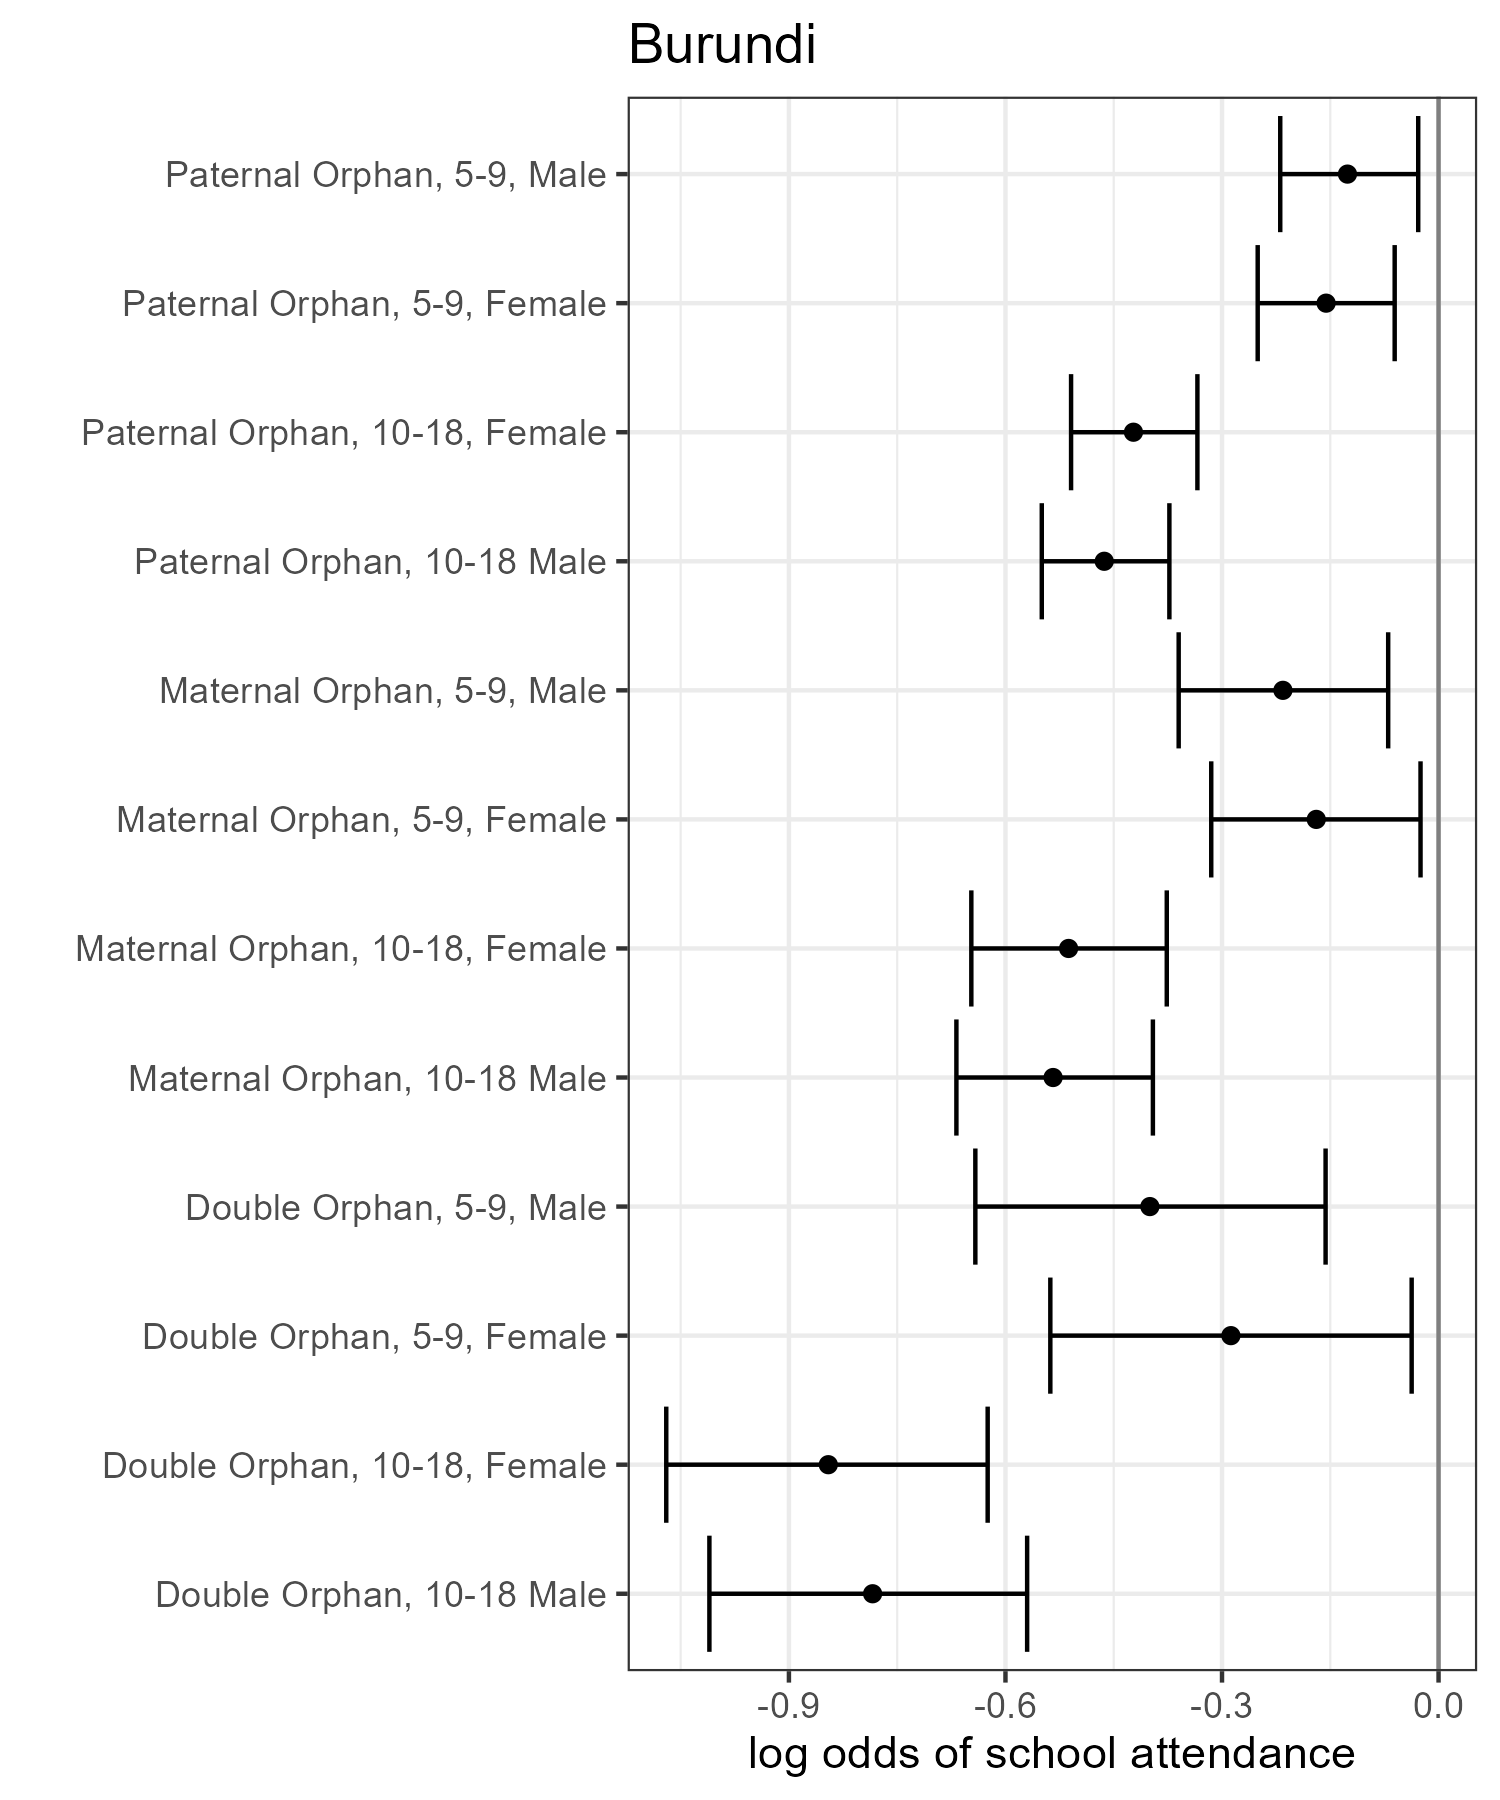 Burundi
Paternal Orphan, 5-9, Male
Paternal Orphan, 5-9, Female
Paternal Orphan, 10-18, Female
Paternal Orphan, 10-18 Male
Maternal Orphan, 5-9, Male
Maternal Orphan, 5-9, Female
Maternal Orphan, 10-18, Female
Maternal Orphan, 10-18 Male
Double Orphan, 5-9, Male
Double Orphan, 5-9, Female
Double Orphan, 10-18, Female
Double Orphan, 10-18 Male
-0.9 -0.6 -0.3 0.0
log odds of school attendance